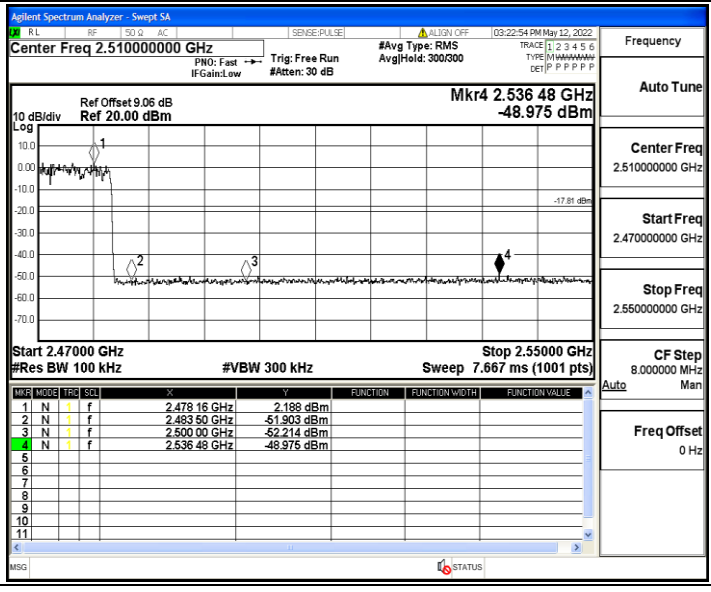 Agilent Spectrum Analyzer - Swept SA
LXI RL RF 50 Ω AC SENSE:PULSE ALIGN OFF 03:22:54 PM May 12, 2022
Center Freq 2.510000000 GHz
PNO: Fast
IFGain:Low
Trig: Free Run
#Atten: 30 dB
#Avg Type: RMS
Avg|Hold: 300/300
TRACE 1 2 3 4 5 6
TYPE MWWWWW
DET P P P P P P
Ref Offset 9.06 dB
Ref 20.00 dBm
10 dB/div
Log
Mkr4 2.536 48 GHz
-48.975 dBm
10.0
0.00
-10.0
-20.0
-30.0
-40.0
-50.0
-60.0
-70.0
1
2
3
4
-17.81 dBm
Start 2.47000 GHz
Stop 2.55000 GHz
#Res BW 100 kHz
#VBW 300 kHz
Sweep 7.667 ms (1001 pts)
MKR MODE TRC SCL X Y FUNCTION FUNCTION WIDTH FUNCTION VALUE
1 N 1 f 2.478 16 GHz 2.188 dBm
2 N 1 f 2.483 50 GHz -51.903 dBm
3 N 1 f 2.500 00 GHz -52.214 dBm
4 N 1 f 2.536 48 GHz -48.975 dBm
5
6
7
8
9
10
11
MSG
STATUS
Frequency
Auto Tune
Center Freq
2.510000000 GHz
Start Freq
2.470000000 GHz
Stop Freq
2.550000000 GHz
CF Step
8.000000 MHz
Auto Man
Freq Offset
0 Hz